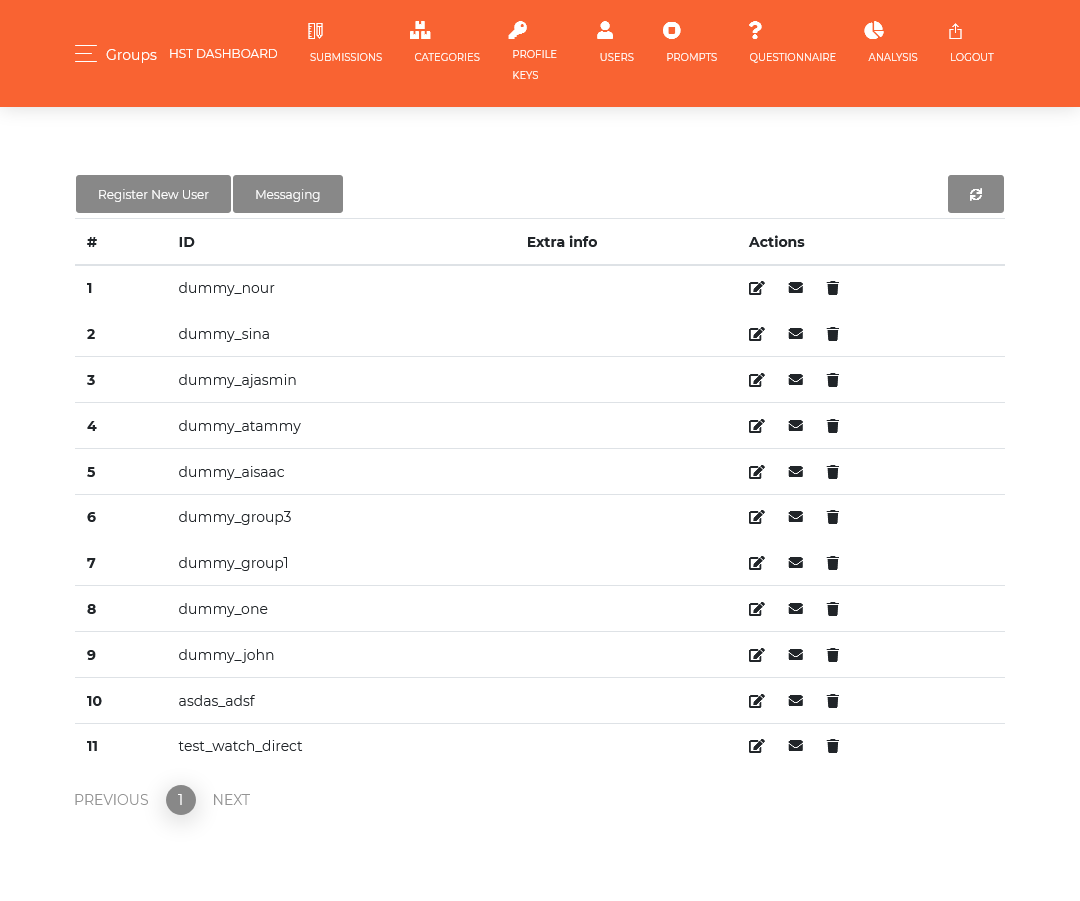 Groups HST DASHBOARD
SUBMISSIONS CATEGORIES PROFILE KEYS USERS PROMPTS QUESTIONNAIRE ANALYSIS LOGOUT
Register New User Messaging
# ID Extra info Actions
1 dummy_nour
2 dummy_sina
3 dummy_ajasmin
4 dummy_atammy
5 dummy_aisaac
6 dummy_group3
7 dummy_group1
8 dummy_one
9 dummy_john
10 asdas_adsf
11 test_watch_direct
PREVIOUS 1 NEXT